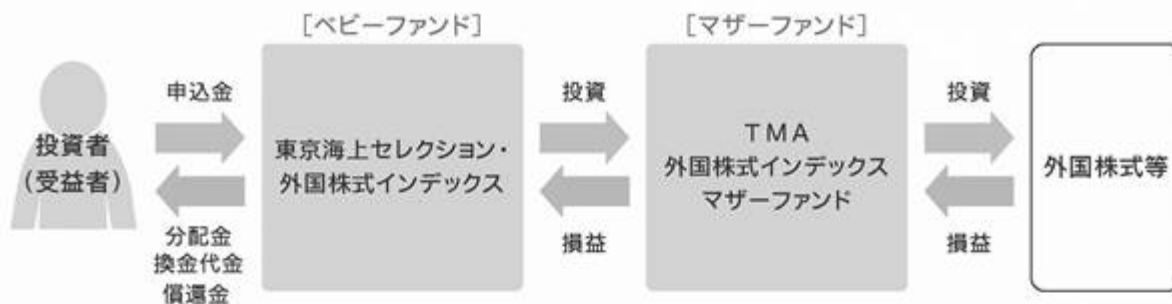 [ベビーファンド]
[マザーファンド]
投資者
(受益者)
申込金
分配金
換金代金
償還金
東京海上セレクション・
外国株式インデックス
投資
損益
TMA
外国株式インデックス
マザーファンド
投資
損益
外国株式等